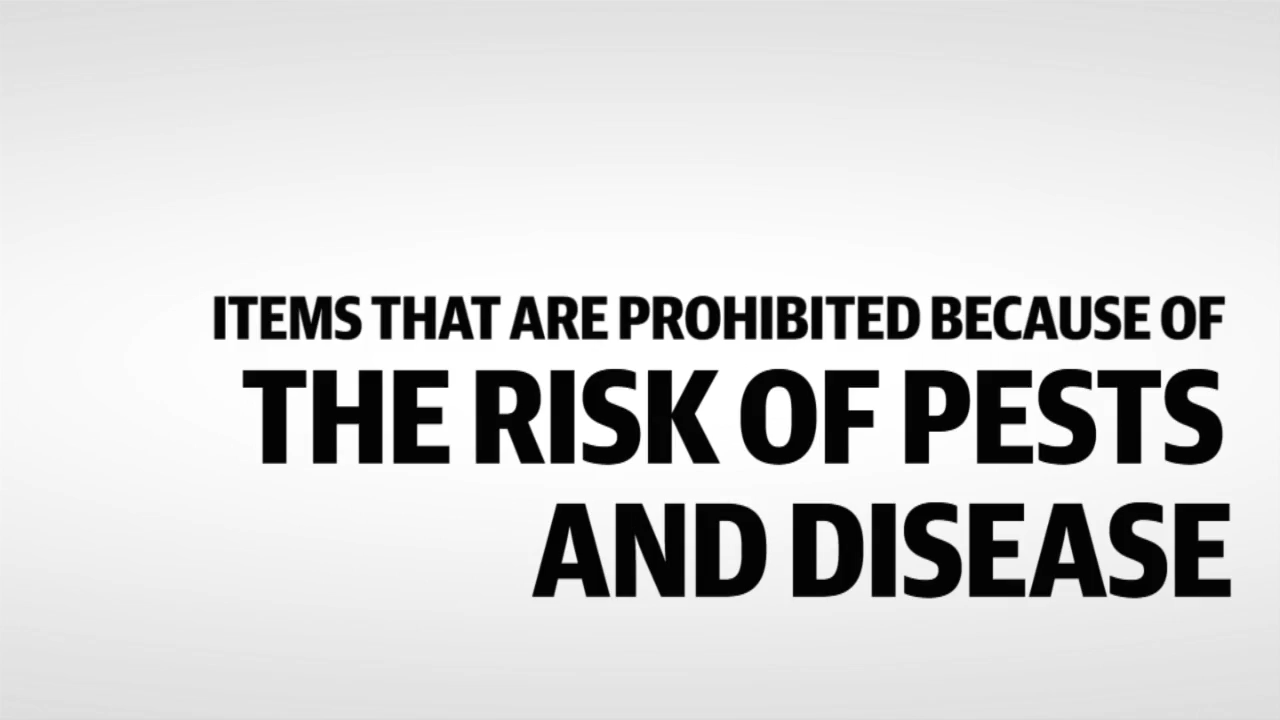 ITEMS THAT ARE PROHIBITED BECAUSE OF
THE RISK OF PESTS
AND DISEASE